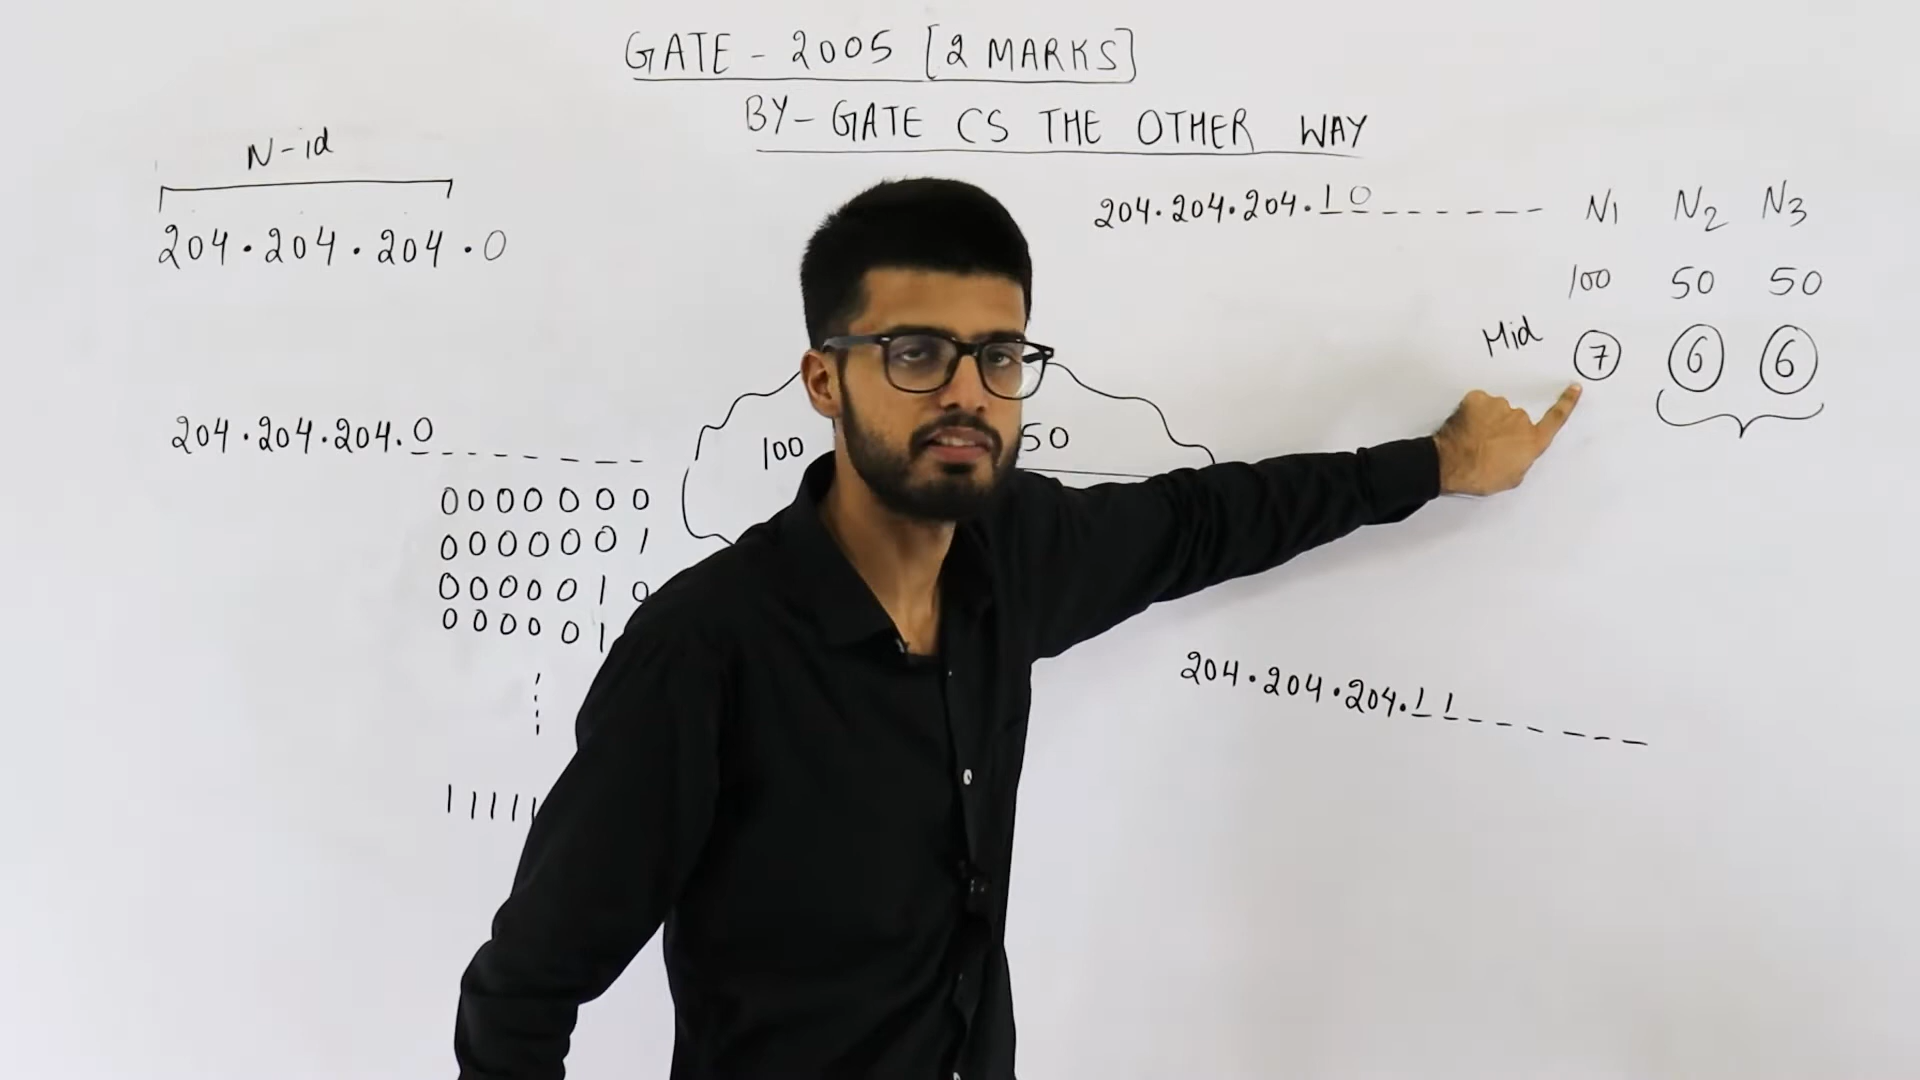 GATE - 2005 [2 MARKS]
BY- GATE CS THE OTHER WAY
N-id
204.204.204.0
204.204.204.10------
N1 N2 N3
100 50 50
Hid 7 6 6
204.204.204.0-------
0000000
0000001
0000010
000001
1111
100
50
204.204.204.11------